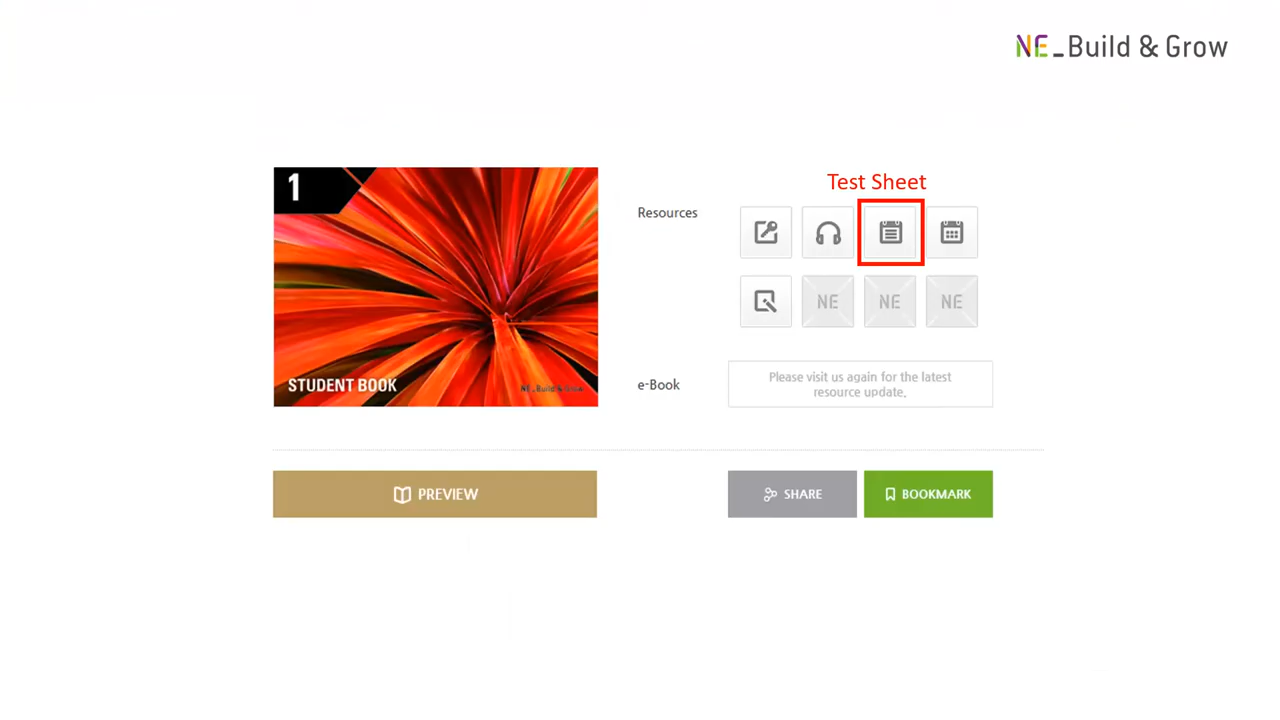 NE_Build & Grow
1
STUDENT BOOK
NE_Build & Grow
Test Sheet
Resources
NE
NE
NE
e-Book
Please visit us again for the latest
resource update.
PREVIEW
SHARE
BOOKMARK